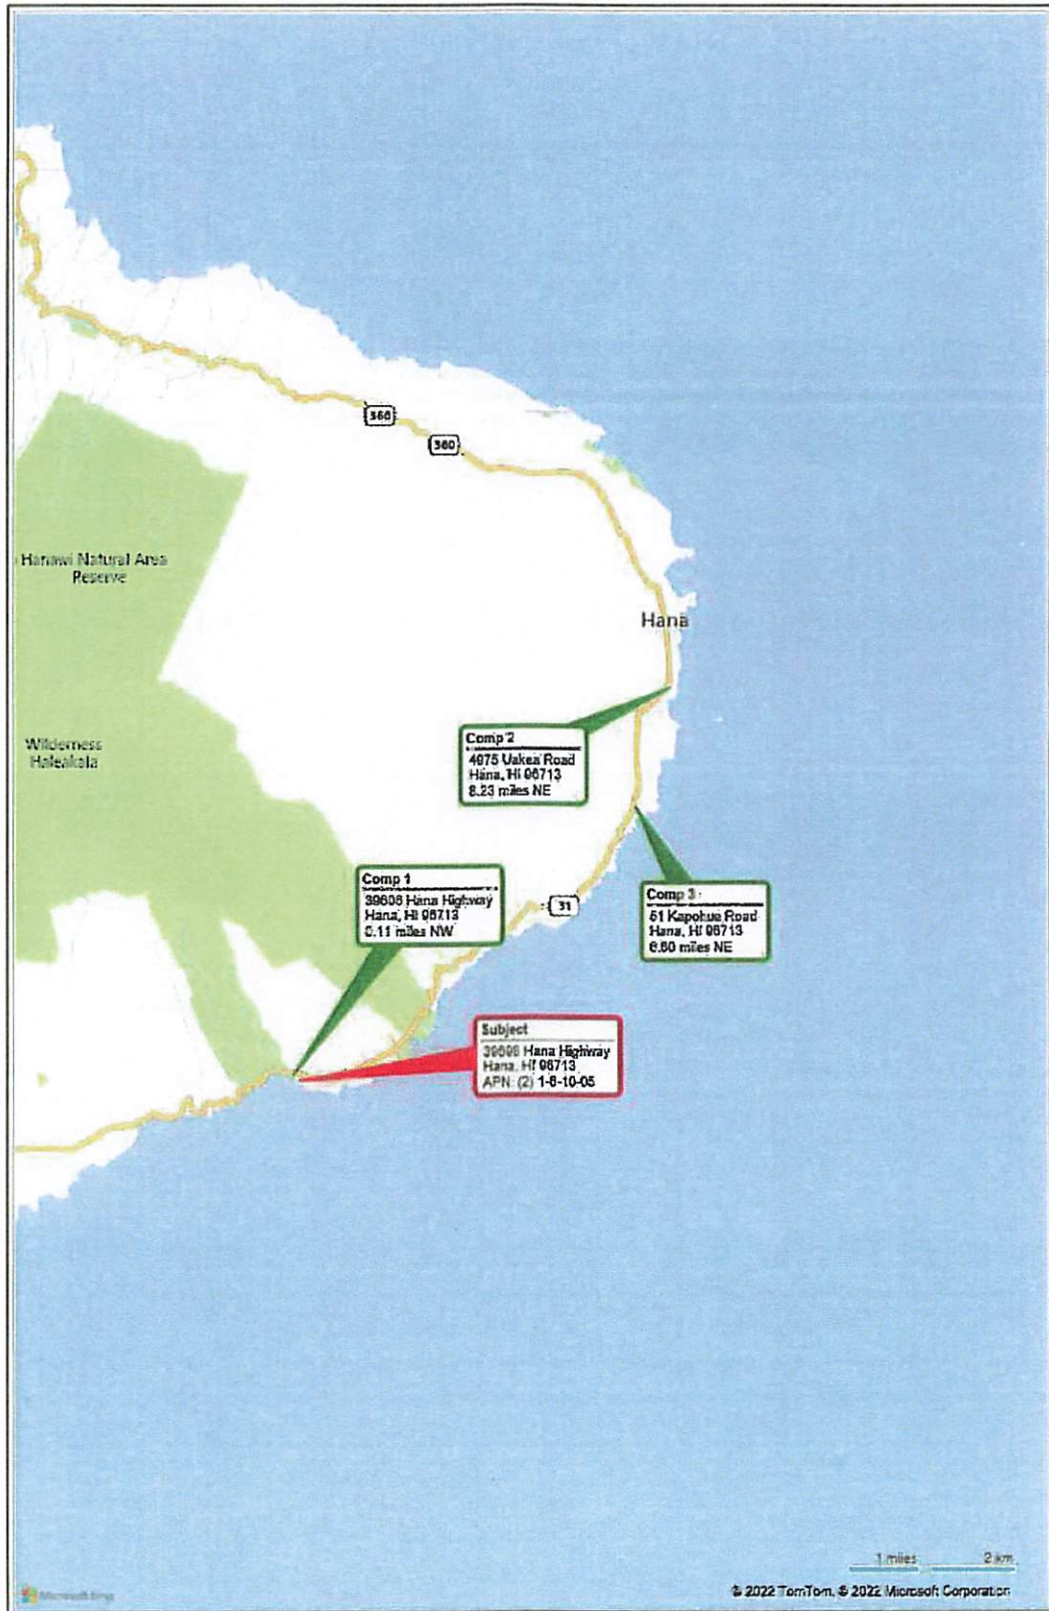 360
360
Hanawi Natural Area
Reserve
Hana
Wilderness
Haleakala
Comp 2
4975 Uakea Road
Hana, HI 96713
8.23 miles NE
Comp 1
Hana Highway
Hana, HI 96713
0.11 miles NW
31
Comp 3
51 Kapohue Road
Hana, HI 96713
6.60 miles NE
Subject
Hana Highway
Hana, HI 96713
APN: (2) 1-6-10-05
1 miles
2 km
Microsoft Bing
© 2022 TomTom, © 2022 Microsoft Corporation